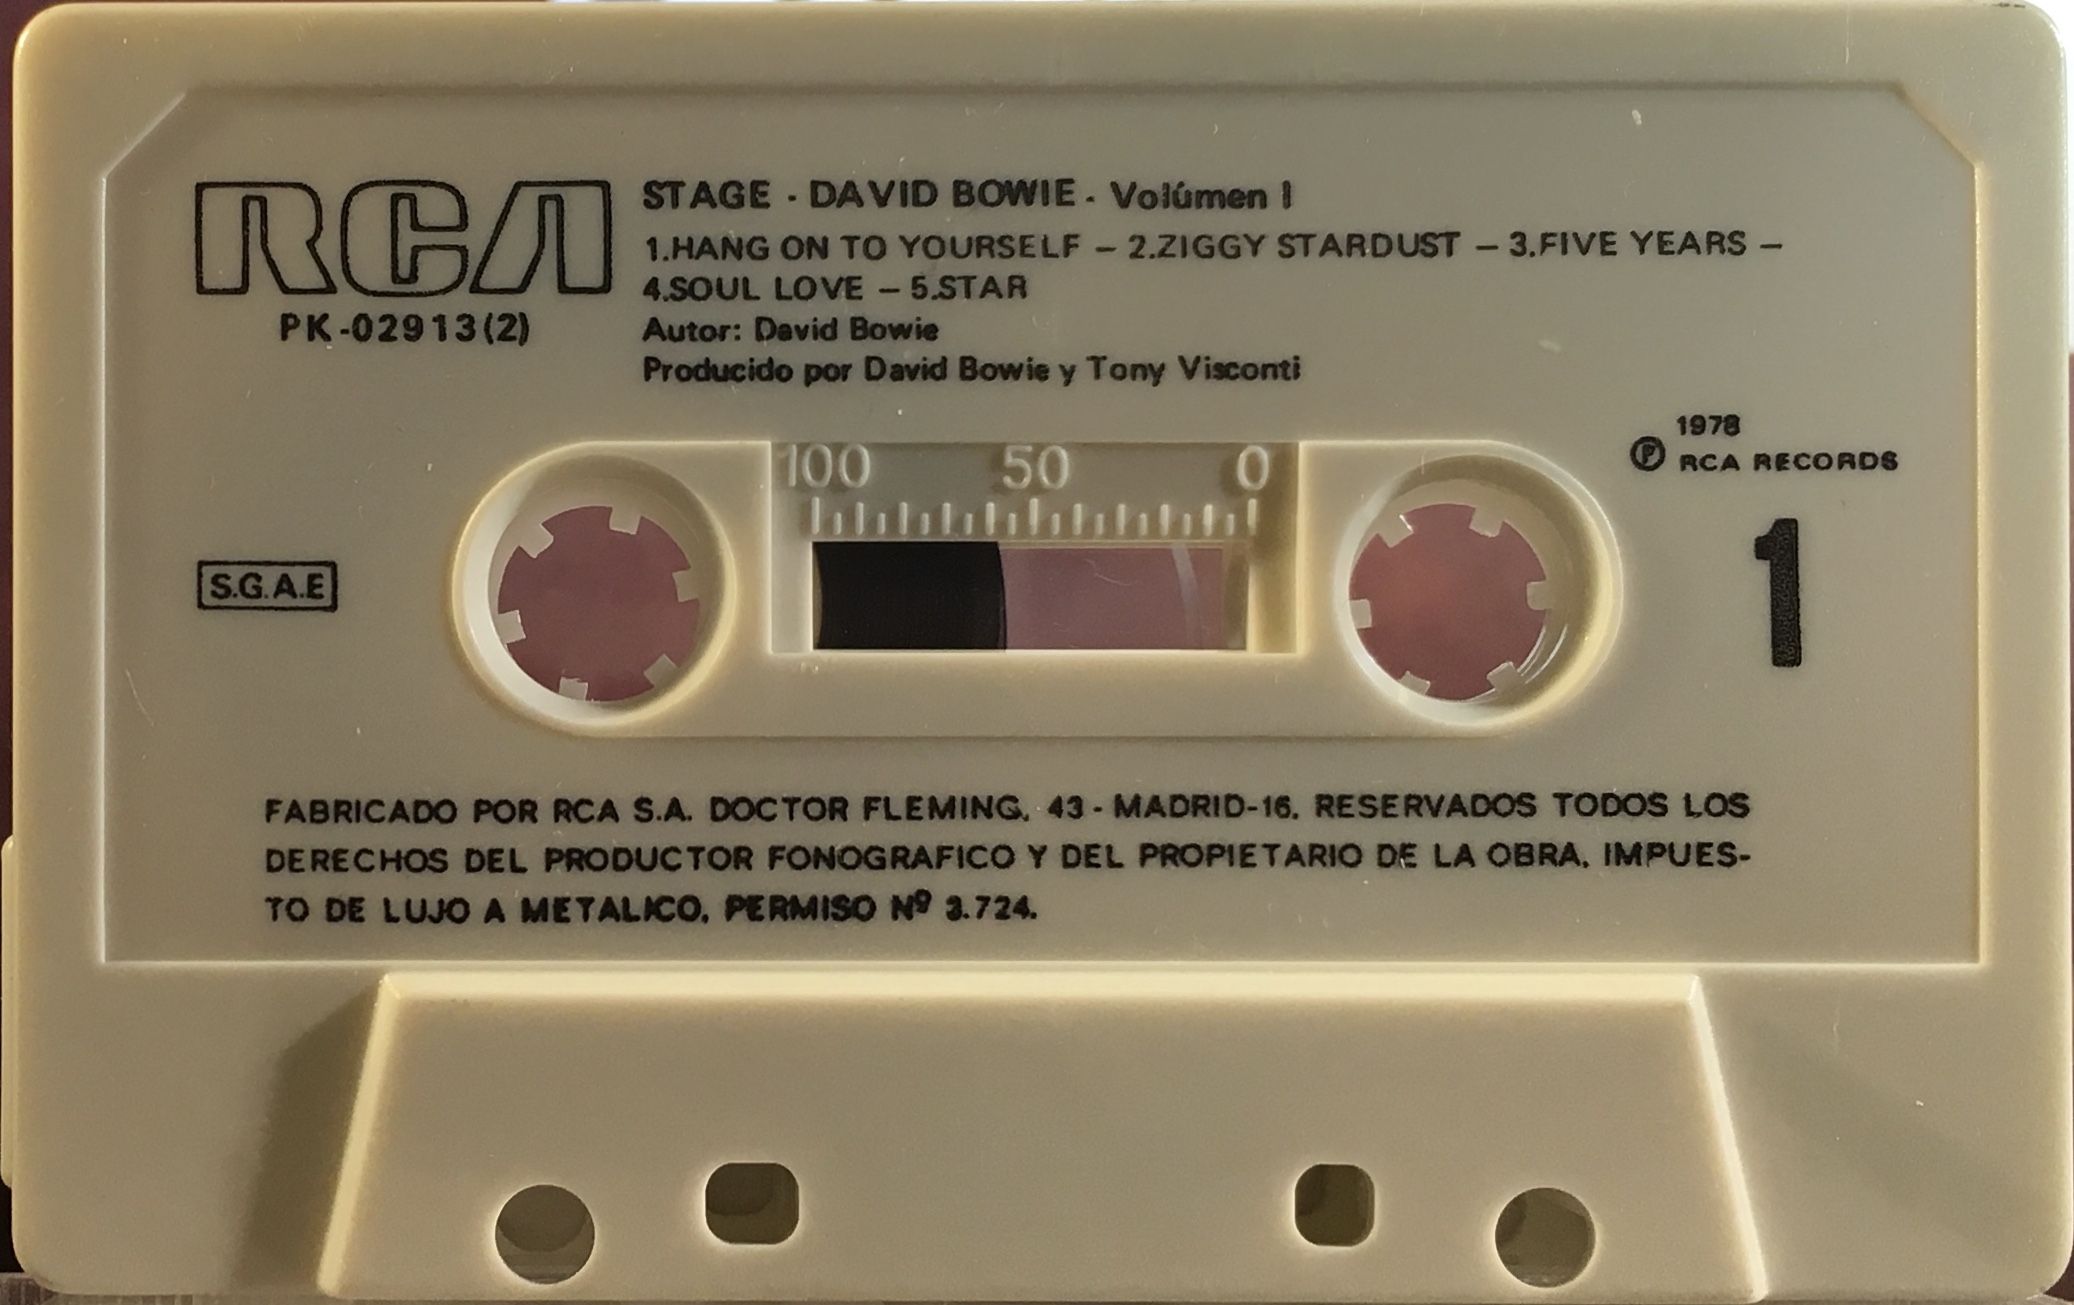 RCA
PK-02913(2)
STAGE - DAVID BOWIE - Volúmen I
1.HANG ON TO YOURSELF – 2.ZIGGY STARDUST – 3.FIVE YEARS –
4.SOUL LOVE – 5.STAR
Autor: David Bowie
Producido por David Bowie y Tony Visconti
1978
Ⓟ RCA RECORDS
100 50 0
S.G.A.E
1
FABRICADO POR RCA S.A. DOCTOR FLEMING, 43 - MADRID-16. RESERVADOS TODOS LOS
DERECHOS DEL PRODUCTOR FONOGRAFICO Y DEL PROPIETARIO DE LA OBRA. IMPUES-
TO DE LUJO A METALICO. PERMISO Nº 3.724.